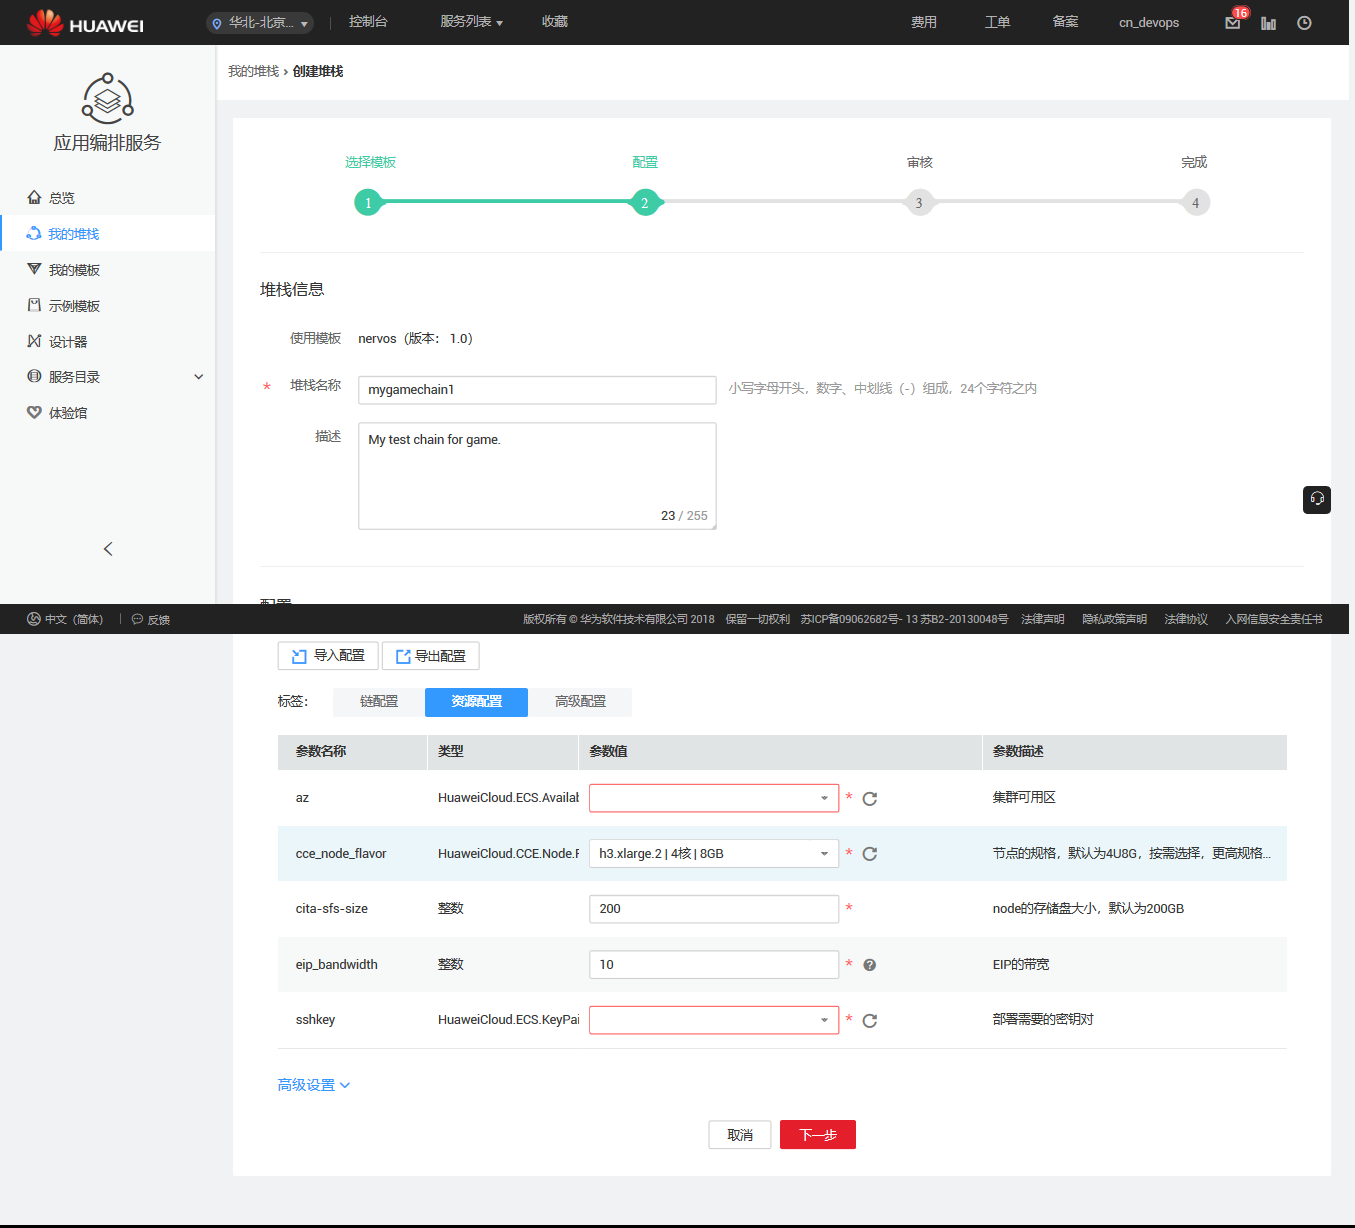 HUAWEI
华北-北京...
控制台
服务列表
收藏
费用
工单
备案
cn_devops
16
应用编排服务
总览
我的堆栈
我的模板
示例模板
设计器
服务目录
体验馆
我的堆栈 › 创建堆栈
选择模板
配置
审核
完成
1
2
3
4
堆栈信息
使用模板 nervos（版本： 1.0）
* 堆栈名称 mygamechain1 小写字母开头，数字、中划线（-）组成，24个字符之内
描述 My test chain for game.
23 / 255
配置
中文（简体） | 反馈
版权所有 © 华为软件技术有限公司 2018 保留一切权利 苏ICP备09062682号- 13 苏B2-20130048号 法律声明 隐私政策声明 法律协议 入网信息安全责任书
导入配置 导出配置
标签： 链配置 资源配置 高级配置
参数名称 类型 参数值 参数描述
az HuaweiCloud.ECS.Availab * 集群可用区
cce_node_flavor HuaweiCloud.CCE.Node.F h3.xlarge.2 | 4核 | 8GB * 节点的规格，默认为4U8G，按需选择，更高规格...
cita-sfs-size 整数 200 * node的存储盘大小，默认为200GB
eip_bandwidth 整数 10 * EIP的带宽
sshkey HuaweiCloud.ECS.KeyPai * 部署需要的密钥对
高级设置
取消 下一步